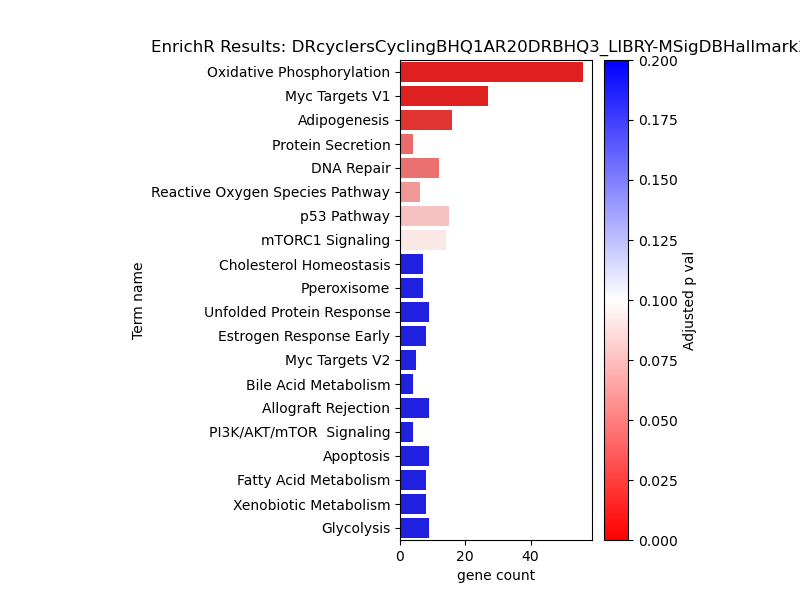 EnrichR Results: DRcyclersCyclingBHQ1AR20DRBHQ3_LIBRY-MSigDBHallmark
Oxidative Phosphorylation
Myc Targets V1
Adipogenesis
Protein Secretion
DNA Repair
Reactive Oxygen Species Pathway
p53 Pathway
mTORC1 Signaling
Cholesterol Homeostasis
Pperoxisome
Unfolded Protein Response
Estrogen Response Early
Myc Targets V2
Bile Acid Metabolism
Allograft Rejection
PI3K/AKT/mTOR  Signaling
Apoptosis
Fatty Acid Metabolism
Xenobiotic Metabolism
Glycolysis
Term name
0 20 40
gene count
0.200
0.175
0.150
0.125
0.100
0.075
0.050
0.025
0.000
Adjusted p val